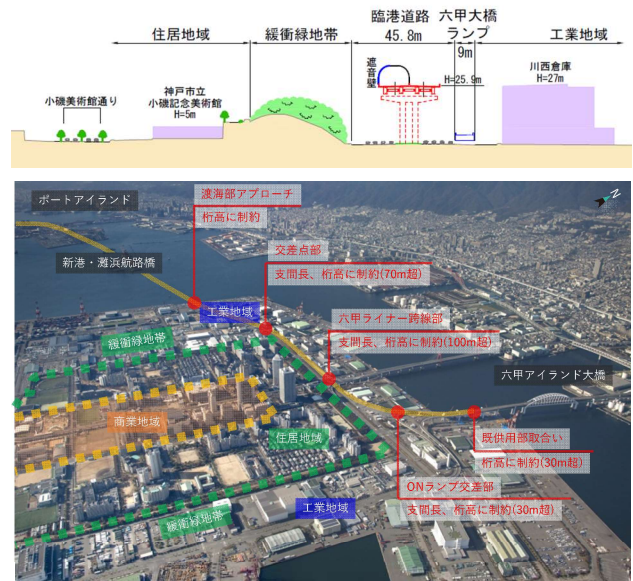 臨港道路 六甲大橋
45.8m ランプ
住居地域 緩衝緑地帯 9m 工業地域
遮音壁
川西倉庫
H=27m
H=25.9m
神戸市立
小磯記念美術館
H=5m
小磯美術館通り
N
ポートアイランド
渡海部アプローチ
桁高に制約
新港・灘浜航路橋
交差点部
支間長、桁高に制約(70m超)
工業地域
六甲ライナー跨線部
支間長、桁高に制約(100m超)
緩衝緑地帯
六甲アイランド大橋
商業地域
住居地域
既供用部取合い
桁高に制約(30m超)
ONランプ交差部
支間長、桁高に制約(30m超)
工業地域
緩衝緑地帯